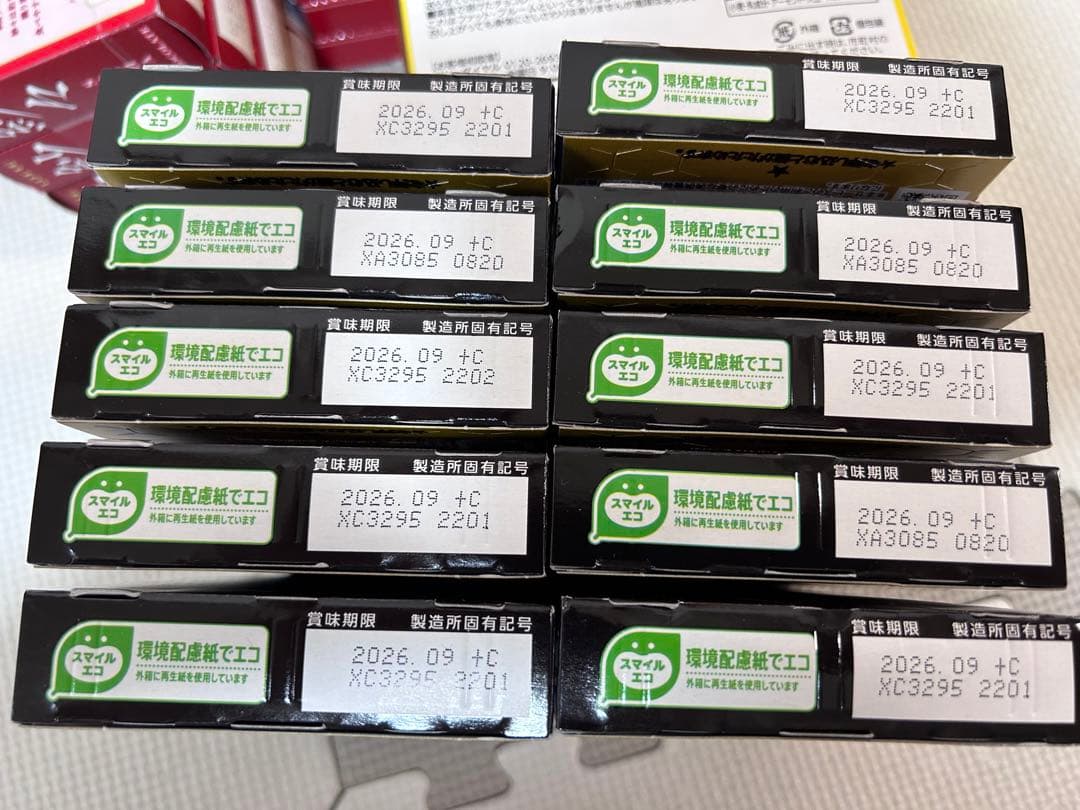 外箱
個包装
賞味期限 製造所固有記号
スマイル
エコ
環境配慮紙でエコ
外箱に再生紙を使用しています
2026. 09 +C
XC3295 2201
賞味期限 製造所固有記号
スマイル
エコ
環境配慮紙でエコ
外箱に再生紙を使用しています
2026. 09 +C
XC3295 2201
賞味期限 製造所固有記号
スマイル
エコ
環境配慮紙でエコ
外箱に再生紙を使用しています
2026. 09 +C
XA3085 0820
賞味期限 製造所固有記号
スマイル
エコ
環境配慮紙でエコ
外箱に再生紙を使用しています
2026. 09 +C
XA3085 0820
賞味期限 製造所固有記号
スマイル
エコ
環境配慮紙でエコ
外箱に再生紙を使用しています
2026. 09 +C
XC3295 2202
賞味期限 製造所固有記号
スマイル
エコ
環境配慮紙でエコ
外箱に再生紙を使用しています
2026. 09 +C
XC3295 2201
賞味期限 製造所固有記号
スマイル
エコ
環境配慮紙でエコ
外箱に再生紙を使用しています
2026. 09 +C
XC3295 2201
賞味期限 製造所固有記号
スマイル
エコ
環境配慮紙でエコ
外箱に再生紙を使用しています
2026. 09 +C
XA3085 0820
賞味期限 製造所固有記号
スマイル
エコ
環境配慮紙でエコ
外箱に再生紙を使用しています
2026. 09 +C
XC3295 2201
賞味期限 製造所固有記号
スマイル
エコ
環境配慮紙でエコ
外箱に再生紙を使用しています
2026. 09 +C
XC3295 2201